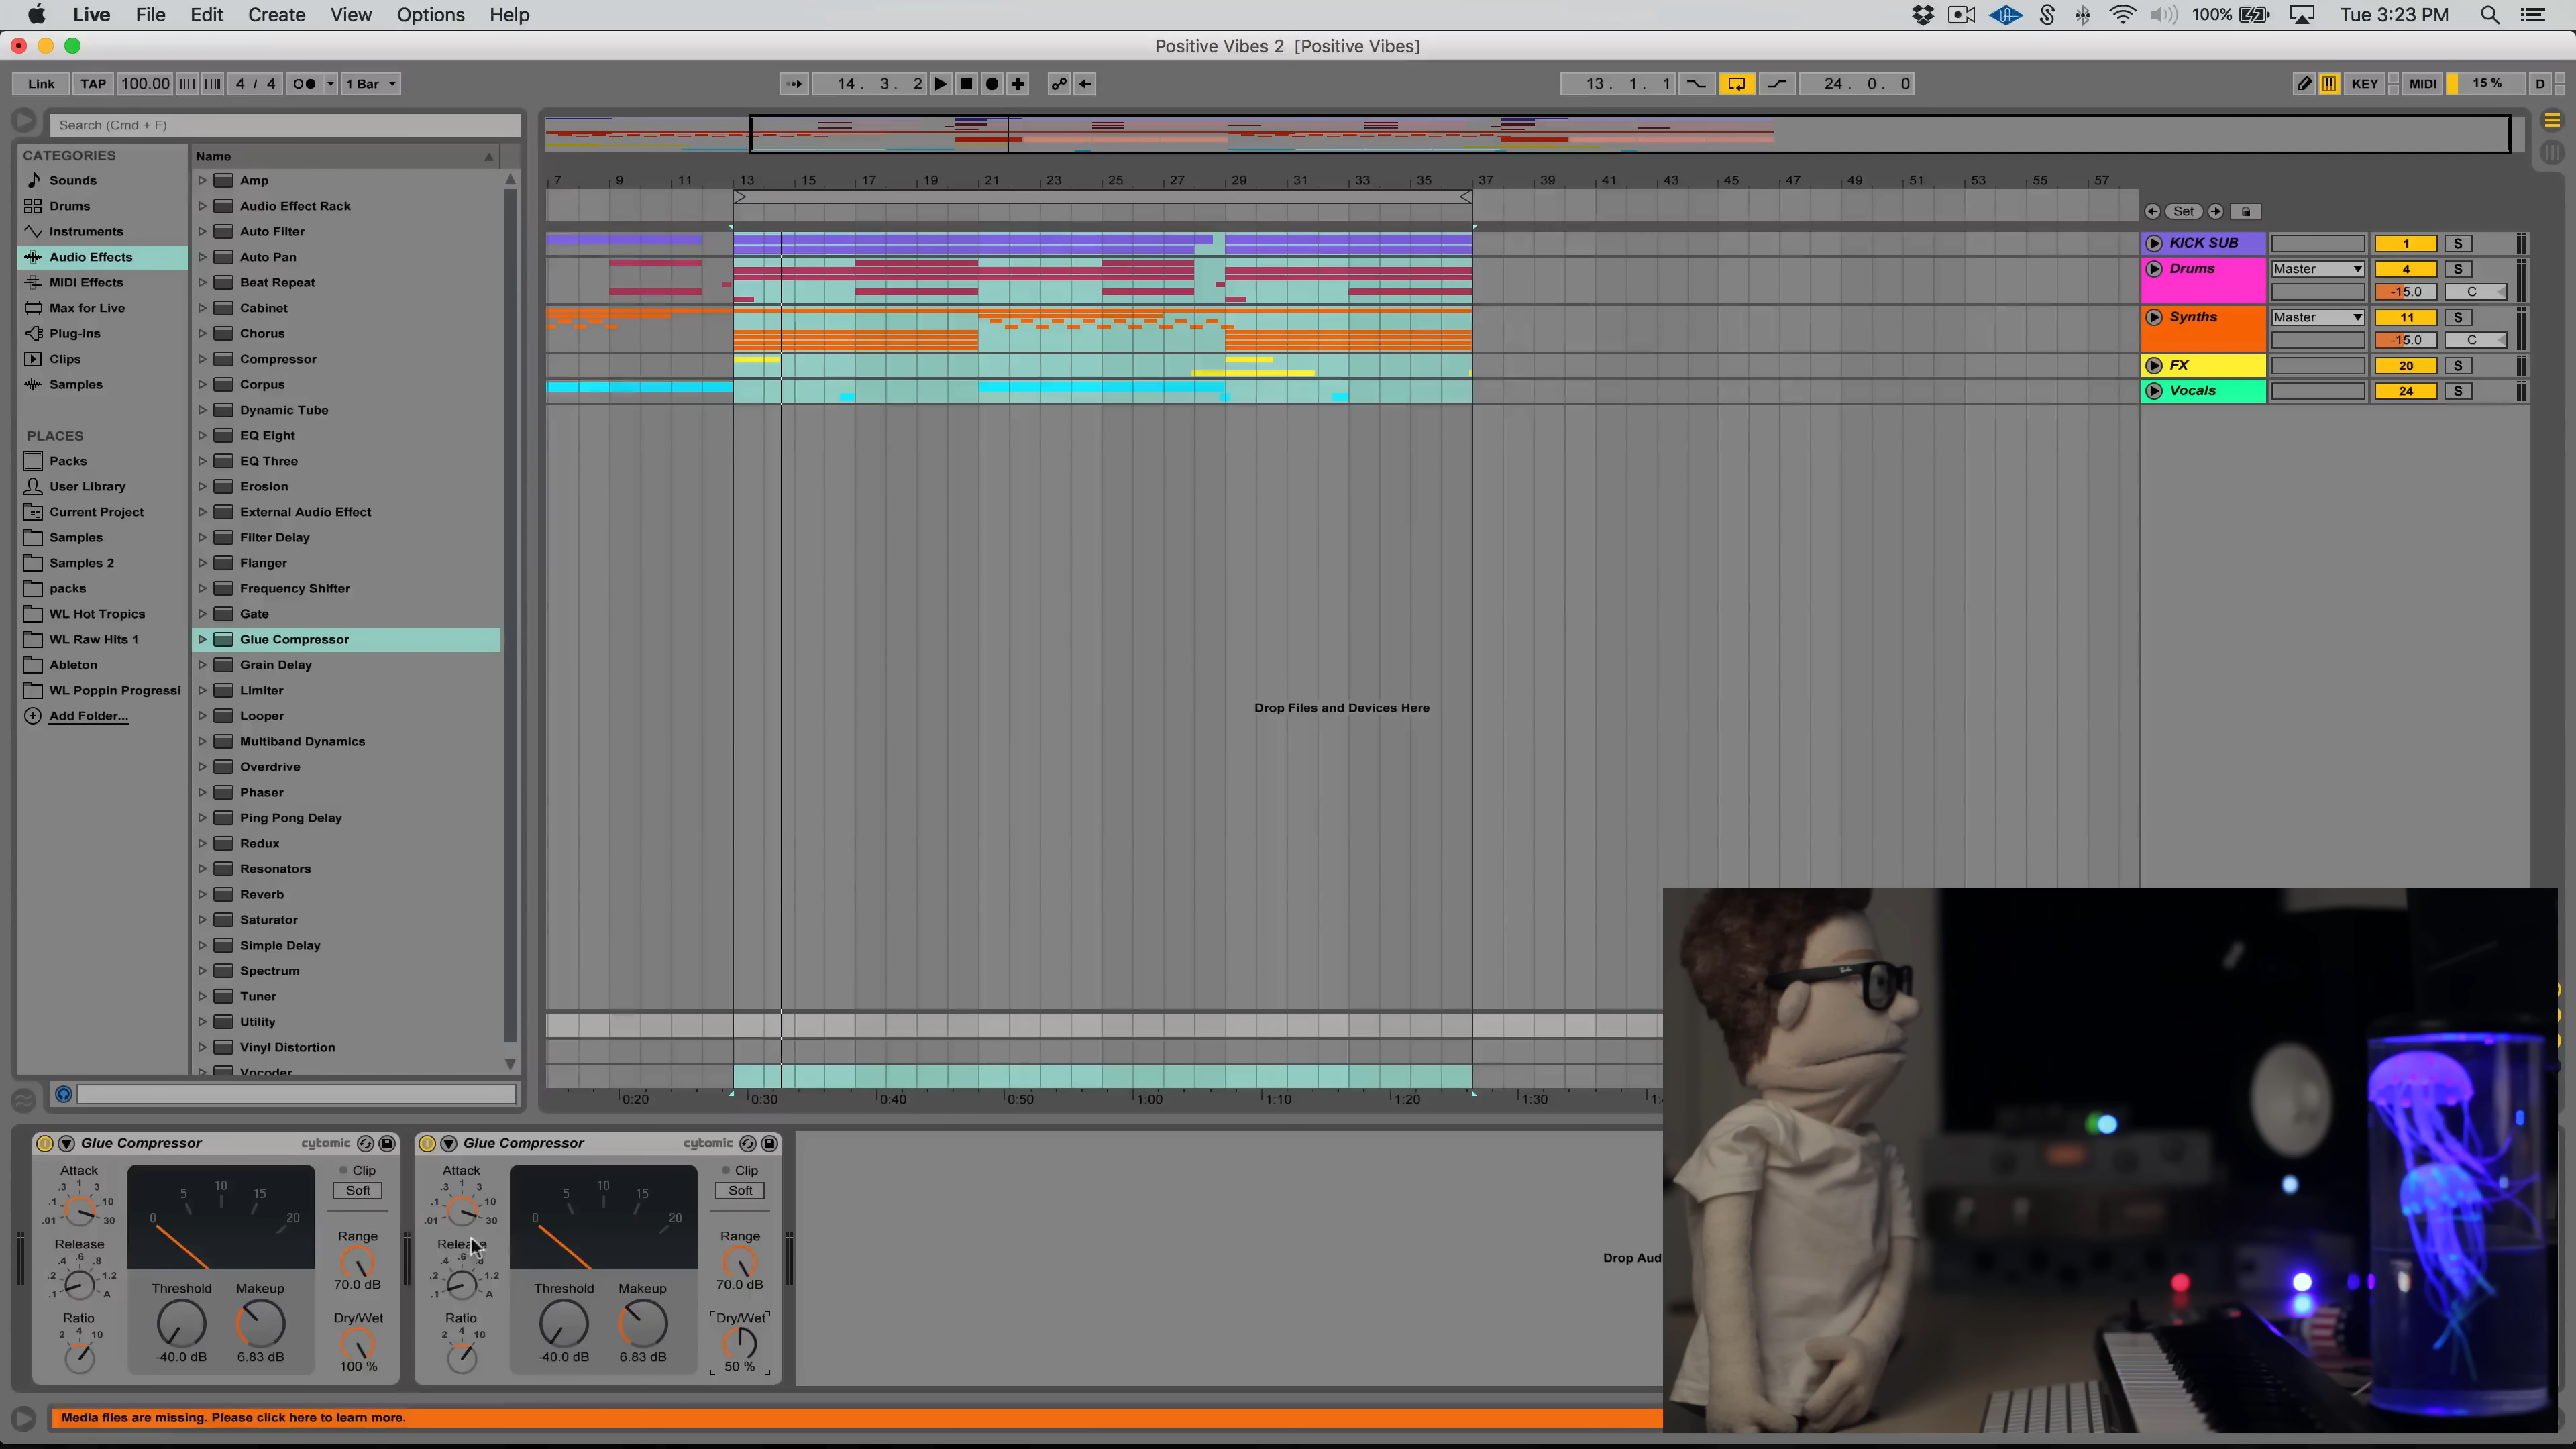 Live File Edit Create View Options Help 100% Tue 3:23 PM
Positive Vibes 2 [Positive Vibes]
Link TAP 100.00 4 / 4 1 Bar 14. 3. 2 13. 1. 1 24. 0. 0 KEY MIDI 15 % D
Search (Cmd + F)
CATEGORIES
Sounds
Drums
Instruments
Audio Effects
MIDI Effects
Max for Live
Plug-ins
Clips
Samples
PLACES
Packs
User Library
Current Project
Samples
Samples 2
packs
WL Hot Tropics
WL Raw Hits 1
Ableton
WL Poppin Progressi
Add Folder...
Name
Amp
Audio Effect Rack
Auto Filter
Auto Pan
Beat Repeat
Cabinet
Chorus
Compressor
Corpus
Dynamic Tube
EQ Eight
EQ Three
Erosion
External Audio Effect
Filter Delay
Flanger
Frequency Shifter
Gate
Glue Compressor
Grain Delay
Limiter
Looper
Multiband Dynamics
Overdrive
Phaser
Ping Pong Delay
Redux
Resonators
Reverb
Saturator
Simple Delay
Spectrum
Tuner
Utility
Vinyl Distortion
Vocoder
7 9 11 13 15 17 19 21 23 25 27 29 31 33 35 37 39 41 43 45 47 49 51 53 55 57
Set
KICK SUB 1 S
Drums Master 4 S
-15.0 C
Synths Master 11 S
-15.0 C
FX 20 S
Vocals 24 S
Drop Files and Devices Here
0:20 0:30 0:40 0:50 1:00 1:10 1:20 1:30
Glue Compressor cytomic
Attack
.01 .1 .3 1 3 10 30
0 5 10 15 20
Clip
Soft
Release
.1 .2 .4 .6 .8 1.2 A
Range
70.0 dB
Threshold Makeup
Ratio
2 4 10
Dry/Wet
-40.0 dB 6.83 dB 100 %
Glue Compressor cytomic
Attack
.01 .1 .3 1 3 10 30
0 5 10 15 20
Clip
Soft
Release
.1 .2 .4 .6 .8 1.2 A
Range
70.0 dB
Threshold Makeup
Ratio
2 4 10
Dry/Wet
-40.0 dB 6.83 dB 50 %
Drop Aud
Media files are missing. Please click here to learn more.